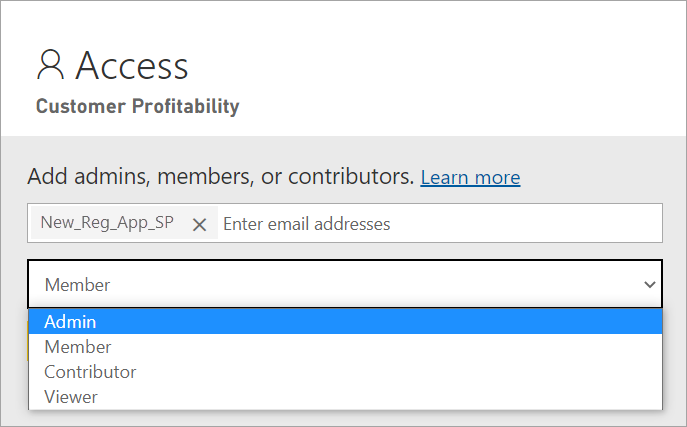 Access
Customer Profitability
Add admins, members, or contributors. Learn more
New_Reg_App_SP Enter email addresses
Member
Admin
Member
Contributor
Viewer